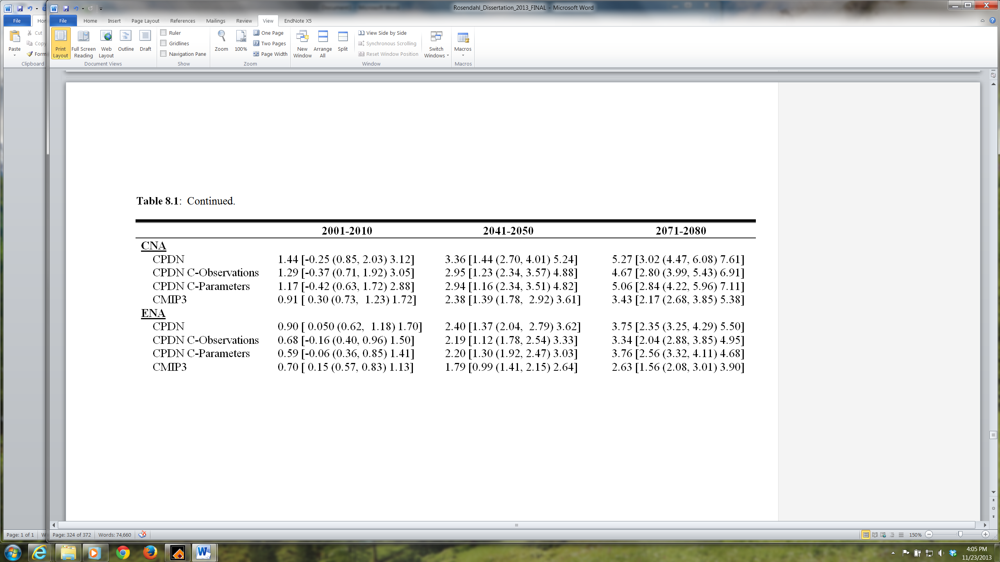 Rosendahl_Dissertation_2013_FINAL - Microsoft Word
File
File Home Insert Page Layout References Mailings Review View EndNote X5
Cut
Copy
Paste
Clipboard
Print Layout
Full Screen Reading
Web Layout
Outline
Draft
Document Views
Ruler
Gridlines
Navigation Pane
Show
Zoom
100%
One Page
Two Pages
Page Width
Zoom
New Window
Arrange All
Split
View Side by Side
Synchronous Scrolling
Reset Window Position
Window
Switch Windows
Macros
Macros
Table 8.1: Continued.
2001-2010 2041-2050 2071-2080
CNA
CPDN 1.44 [-0.25 (0.85, 2.03) 3.12] 3.36 [1.44 (2.70, 4.01) 5.24] 5.27 [3.02 (4.47, 6.08) 7.61]
CPDN C-Observations 1.29 [-0.37 (0.71, 1.92) 3.05] 2.95 [1.23 (2.34, 3.57) 4.88] 4.67 [2.80 (3.99, 5.43) 6.91]
CPDN C-Parameters 1.17 [-0.42 (0.63, 1.72) 2.88] 2.94 [1.16 (2.34, 3.51) 4.82] 5.06 [2.84 (4.22, 5.96) 7.11]
CMIP3 0.91 [ 0.30 (0.73, 1.23) 1.72] 2.38 [1.39 (1.78, 2.92) 3.61] 3.43 [2.17 (2.68, 3.85) 5.38]
ENA
CPDN 0.90 [ 0.050 (0.62, 1.18) 1.70] 2.40 [1.37 (2.04, 2.79) 3.62] 3.75 [2.35 (3.25, 4.29) 5.50]
CPDN C-Observations 0.68 [-0.16 (0.40, 0.96) 1.50] 2.19 [1.12 (1.78, 2.54) 3.33] 3.34 [2.04 (2.88, 3.85) 4.95]
CPDN C-Parameters 0.59 [-0.06 (0.36, 0.85) 1.41] 2.20 [1.30 (1.92, 2.47) 3.03] 3.76 [2.56 (3.32, 4.11) 4.68]
CMIP3 0.70 [ 0.15 (0.57, 0.83) 1.13] 1.79 [0.99 (1.41, 2.15) 2.64] 2.63 [1.56 (2.08, 3.01) 3.90]
Page: 1 of 1
Page: 324 of 372 Words: 74,660 150%
4:05 PM
11/23/2013